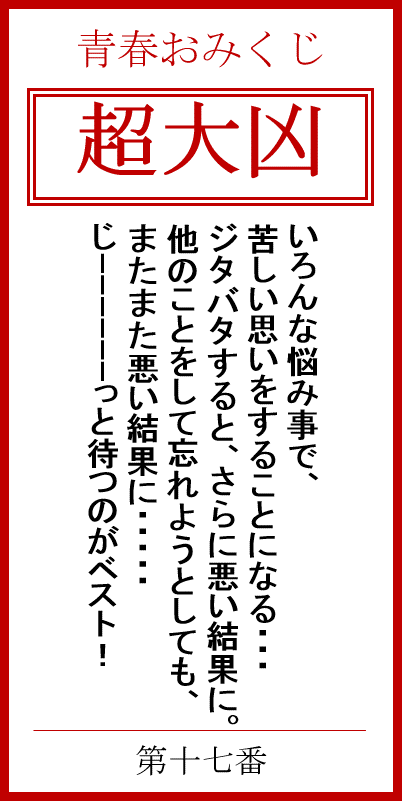 青春おみくじ
超大凶
いろんな悩み事で、
苦しい思いをすることになる・・・
ジタバタすると、さらに悪い結果に。
他のことをして忘れようとしても、
またまた悪い結果に・・・・・
じーーーーーっと待つのがベスト！
第十七番